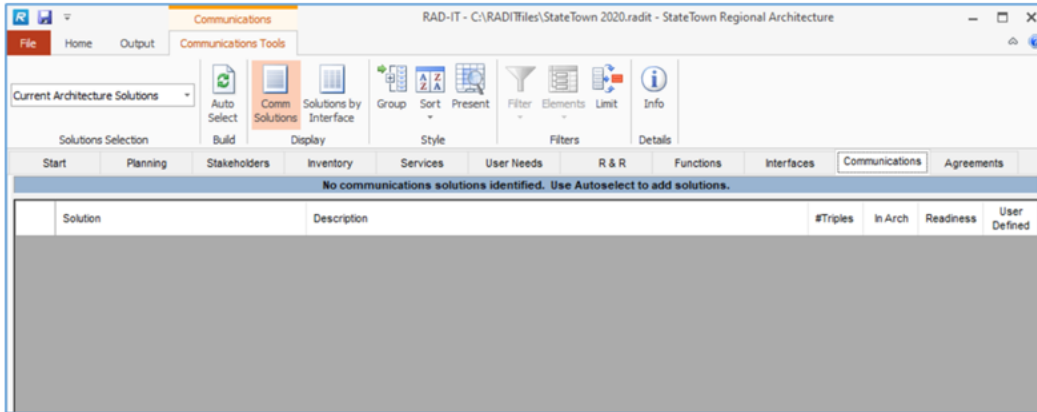 RAD-IT - C:\RADITfiles\StateTown 2020.radit - StateTown Regional Architecture
Communications
File Home Output Communications Tools
Current Architecture Solutions
Auto Select
Comm Solutions
Solutions by Interface
Group Sort Present
Filter Elements Limit
Info
Solutions Selection Build Display Style Filters Details
Start Planning Stakeholders Inventory Services User Needs R & R Functions Interfaces Communications Agreements
No communications solutions identified. Use Autoselect to add solutions.
Solution Description #Triples In Arch Readiness User Defined